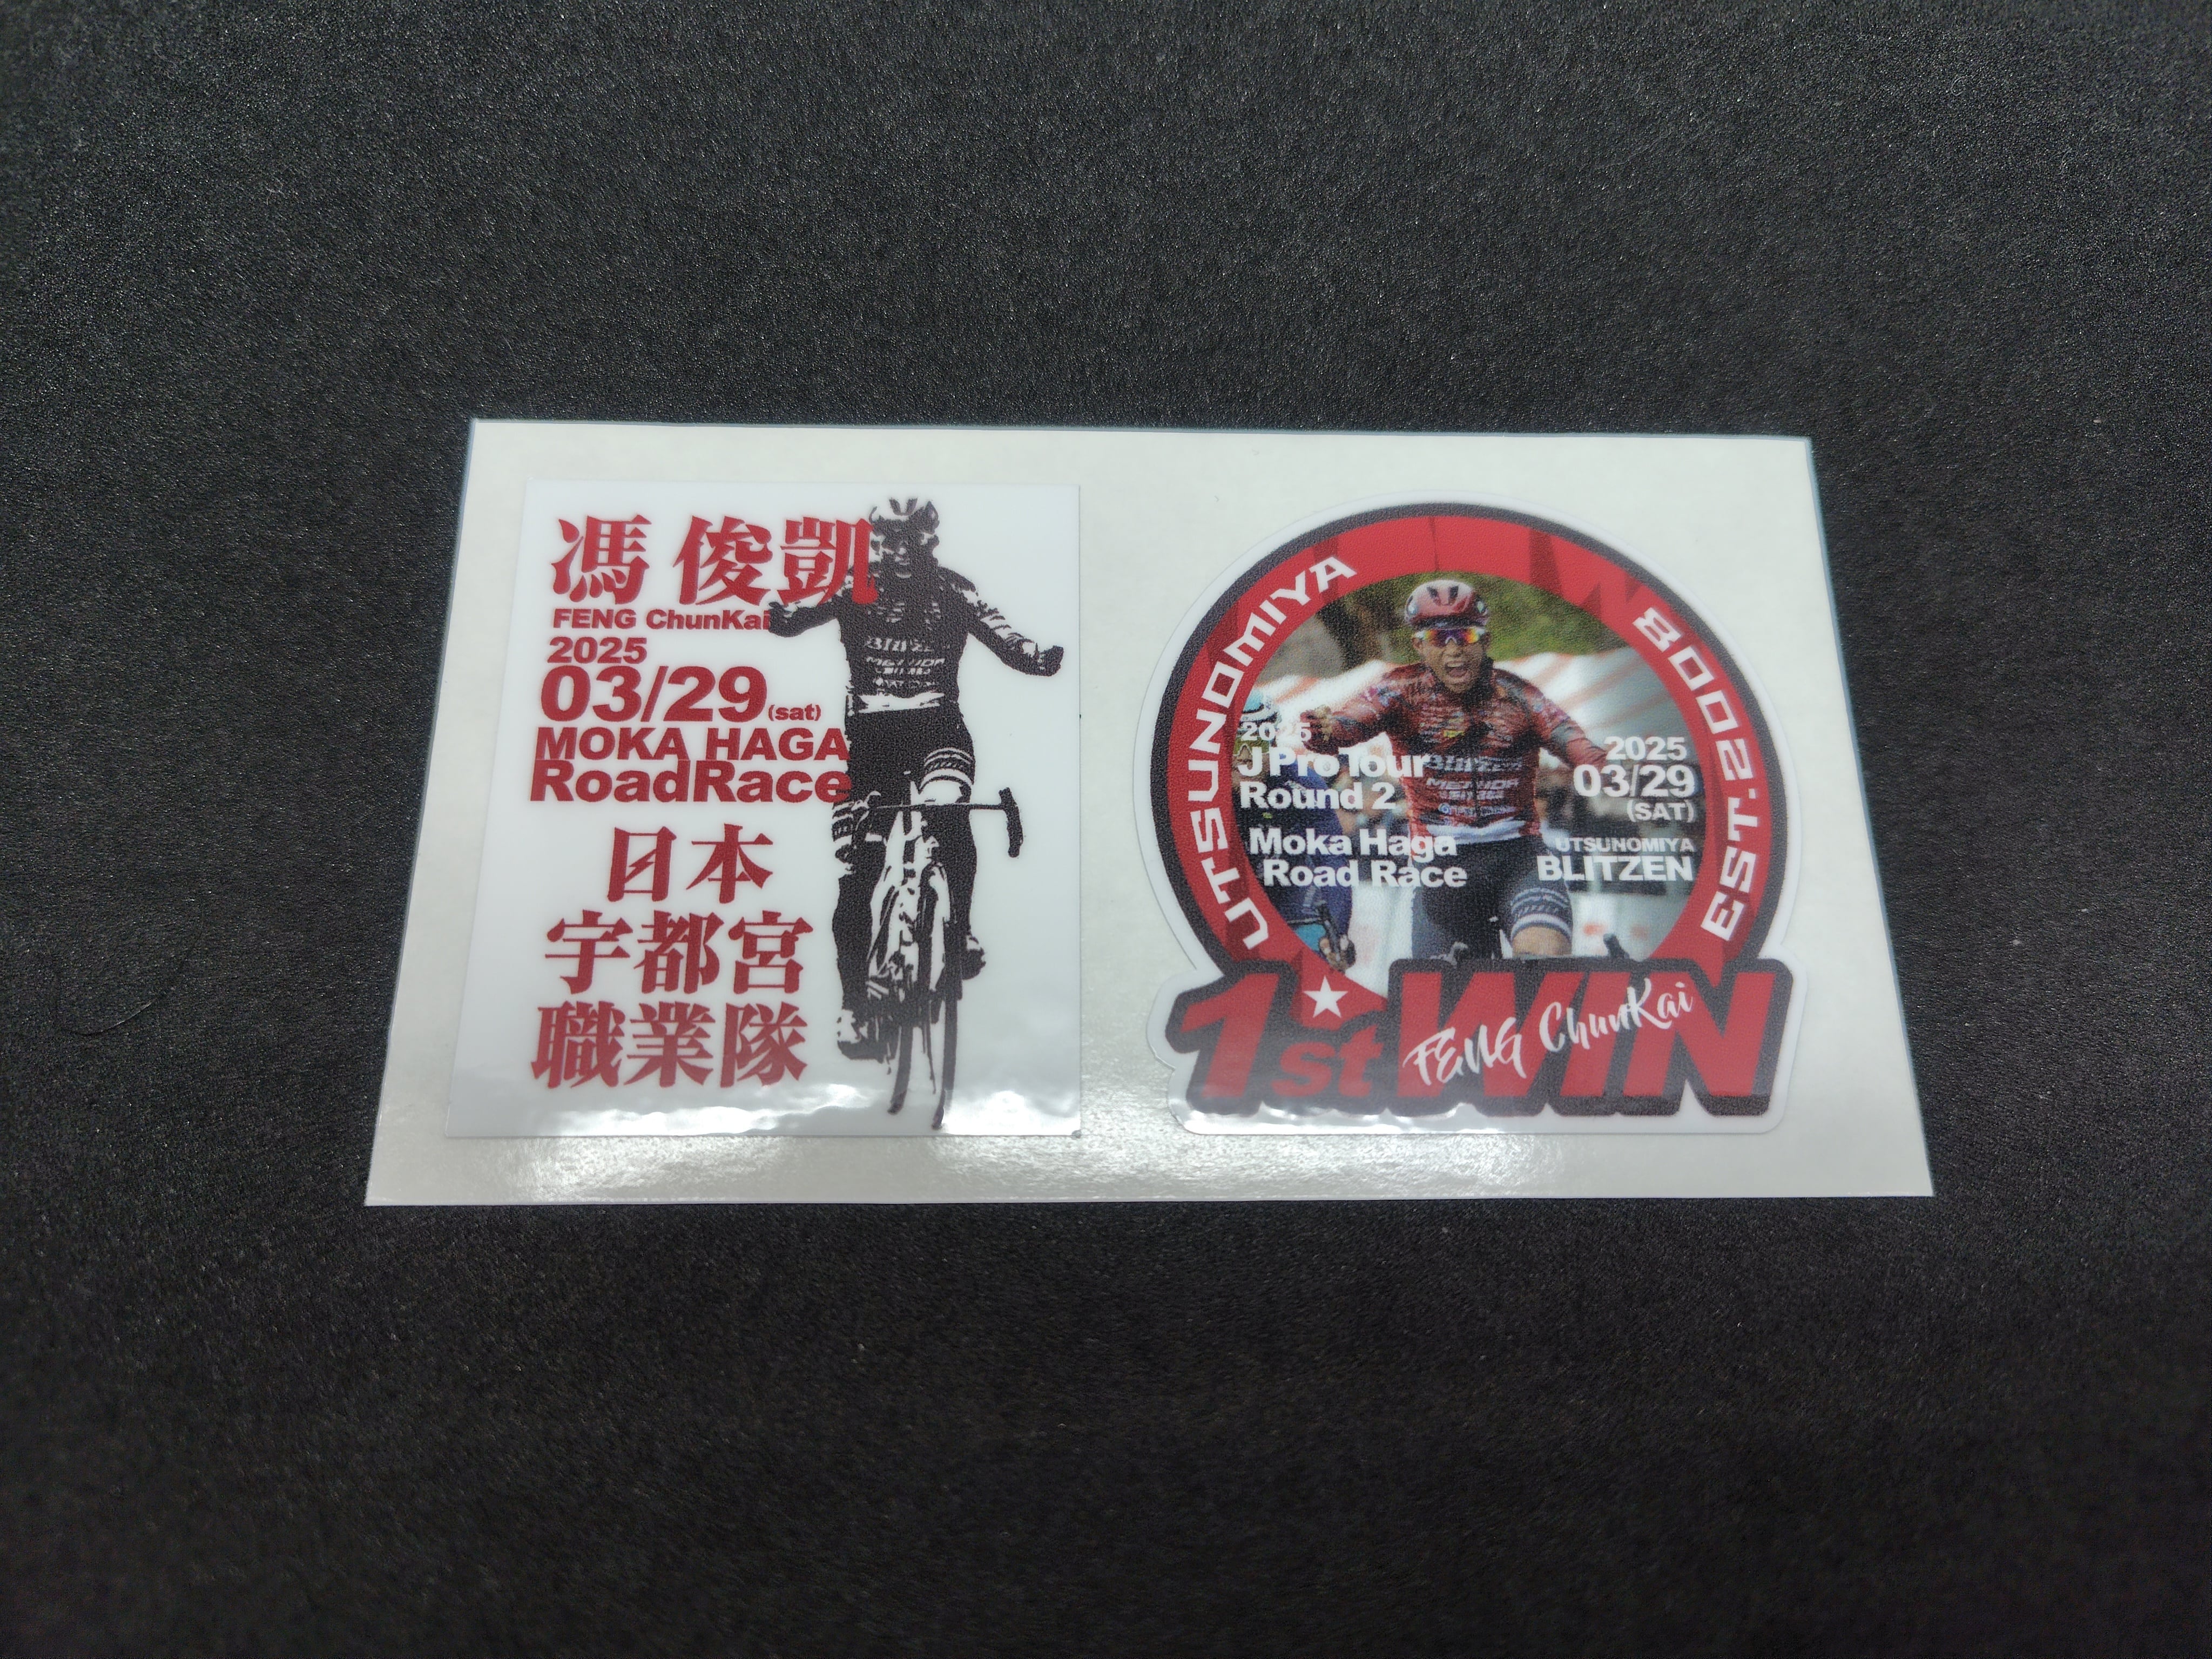 馮 俊凱
FENG ChunKai
2025
03/29 (sat)
MOKA HAGA
RoadRace
日本
宇都宮
職業隊
UTSUNOMIYA
EST.2008
2025
J Pro Tour
Round 2
Moka Haga
Road Race
2025
03/29
(SAT)
UTSUNOMIYA
BLITZEN
1st WIN
FENG ChunKai